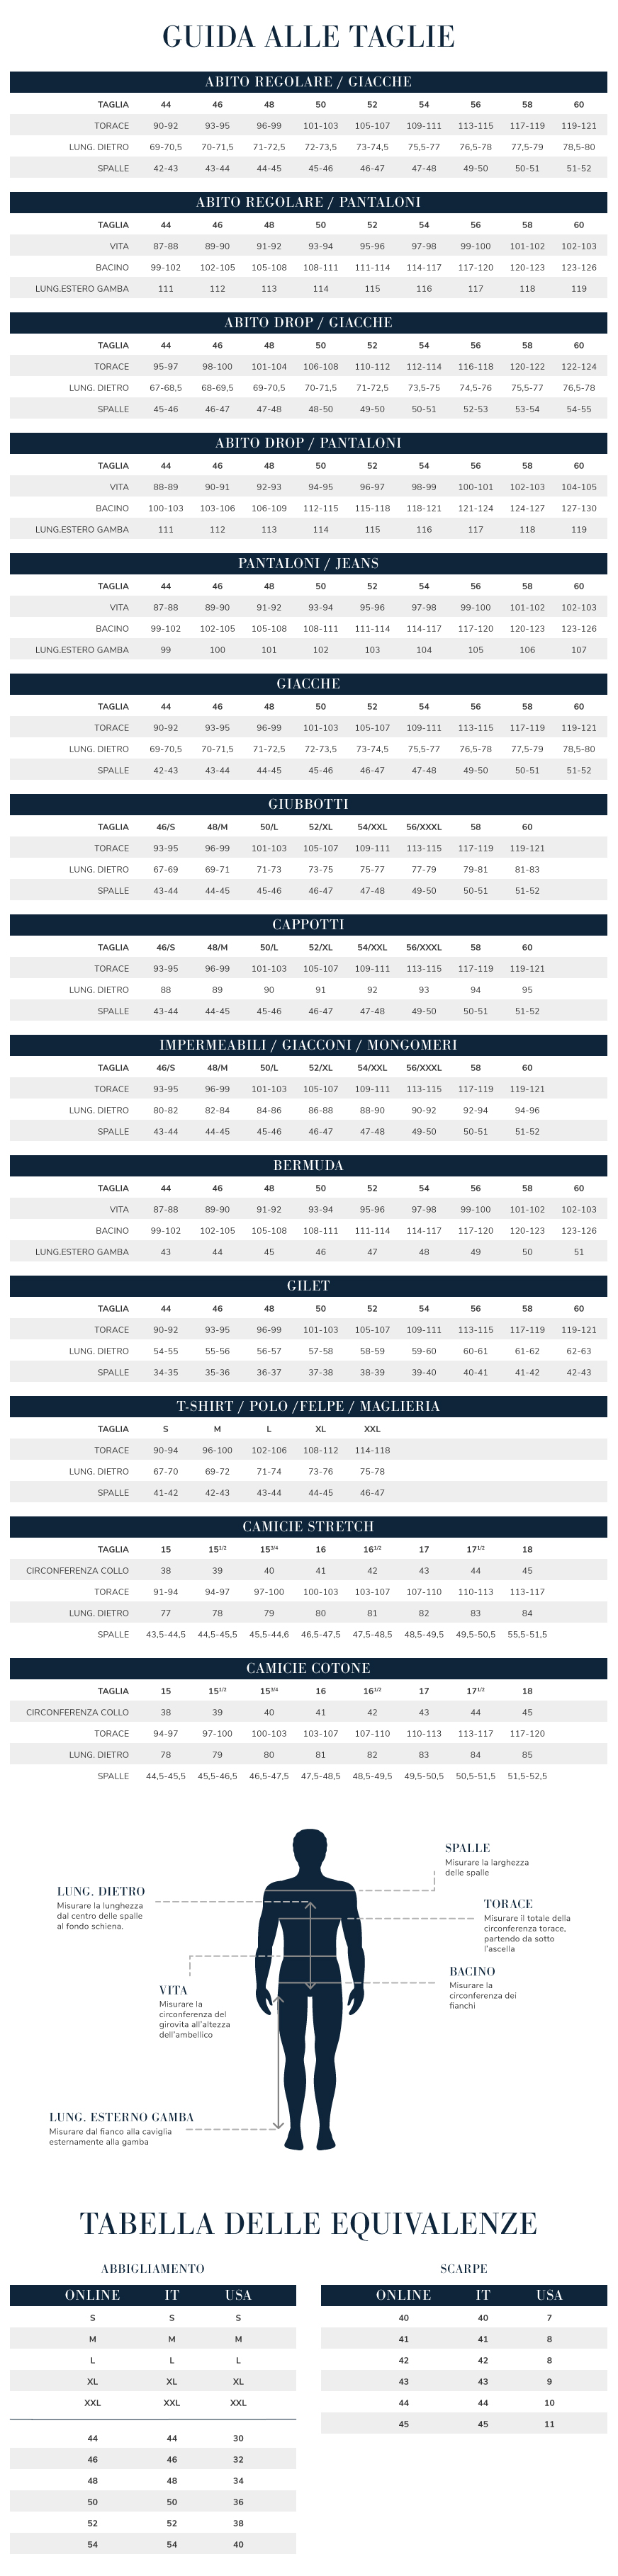 GUIDA ALLE TAGLIE
ABITO REGOLARE / GIACCHE
TAGLIA 44 46 48 50 52 54 56 58 60
TORACE 90-92 93-95 96-99 101-103 105-107 109-111 113-115 117-119 119-121
LUNG. DIETRO 69-70,5 70-71,5 71-72,5 72-73,5 73-74,5 75,5-77 76,5-78 77,5-79 78,5-80
SPALLE 42-43 43-44 44-45 45-46 46-47 47-48 49-50 50-51 51-52
ABITO REGOLARE / PANTALONI
TAGLIA 44 46 48 50 52 54 56 58 60
VITA 87-88 89-90 91-92 93-94 95-96 97-98 99-100 101-102 102-103
BACINO 99-102 102-105 105-108 108-111 111-114 114-117 117-120 120-123 123-126
LUNG.ESTERO GAMBA 111 112 113 114 115 116 117 118 119
ABITO DROP / GIACCHE
TAGLIA 44 46 48 50 52 54 56 58 60
TORACE 95-97 98-100 101-104 106-108 110-112 112-114 116-118 120-122 122-124
LUNG. DIETRO 67-68,5 68-69,5 69-70,5 70-71,5 71-72,5 73,5-75 74,5-76 75,5-77 76,5-78
SPALLE 45-46 46-47 47-48 48-50 49-50 50-51 52-53 53-54 54-55
ABITO DROP / PANTALONI
TAGLIA 44 46 48 50 52 54 56 58 60
VITA 88-89 90-91 92-93 94-95 96-97 98-99 100-101 102-103 104-105
BACINO 100-103 103-106 106-109 112-115 115-118 118-121 121-124 124-127 127-130
LUNG.ESTERO GAMBA 111 112 113 114 115 116 117 118 119
PANTALONI / JEANS
TAGLIA 44 46 48 50 52 54 56 58 60
VITA 87-88 89-90 91-92 93-94 95-96 97-98 99-100 101-102 102-103
BACINO 99-102 102-105 105-108 108-111 111-114 114-117 117-120 120-123 123-126
LUNG.ESTERO GAMBA 99 100 101 102 103 104 105 106 107
GIACCHE
TAGLIA 44 46 48 50 52 54 56 58 60
TORACE 90-92 93-95 96-99 101-103 105-107 109-111 113-115 117-119 119-121
LUNG. DIETRO 69-70,5 70-71,5 71-72,5 72-73,5 73-74,5 75,5-77 76,5-78 77,5-79 78,5-80
SPALLE 42-43 43-44 44-45 45-46 46-47 47-48 49-50 50-51 51-52
GIUBBOTTI
TAGLIA 46/S 48/M 50/L 52/XL 54/XXL 56/XXXL 58 60
TORACE 93-95 96-99 101-103 105-107 109-111 113-115 117-119 119-121
LUNG. DIETRO 67-69 69-71 71-73 73-75 75-77 77-79 79-81 81-83
SPALLE 43-44 44-45 45-46 46-47 47-48 49-50 50-51 51-52
CAPPOTTI
TAGLIA 46/S 48/M 50/L 52/XL 54/XXL 56/XXXL 58 60
TORACE 93-95 96-99 101-103 105-107 109-111 113-115 117-119 119-121
LUNG. DIETRO 88 89 90 91 92 93 94 95
SPALLE 43-44 44-45 45-46 46-47 47-48 49-50 50-51 51-52
IMPERMEABILI / GIACCONI / MONGOMERI
TAGLIA 46/S 48/M 50/L 52/XL 54/XXL 56/XXXL 58 60
TORACE 93-95 96-99 101-103 105-107 109-111 113-115 117-119 119-121
LUNG. DIETRO 80-82 82-84 84-86 86-88 88-90 90-92 92-94 94-96
SPALLE 43-44 44-45 45-46 46-47 47-48 49-50 50-51 51-52
BERMUDA
TAGLIA 44 46 48 50 52 54 56 58 60
VITA 87-88 89-90 91-92 93-94 95-96 97-98 99-100 101-102 102-103
BACINO 99-102 102-105 105-108 108-111 111-114 114-117 117-120 120-123 123-126
LUNG.ESTERO GAMBA 43 44 45 46 47 48 49 50 51
GILET
TAGLIA 44 46 48 50 52 54 56 58 60
TORACE 90-92 93-95 96-99 101-103 105-107 109-111 113-115 117-119 119-121
LUNG. DIETRO 54-55 55-56 56-57 57-58 58-59 59-60 60-61 61-62 62-63
SPALLE 34-35 35-36 36-37 37-38 38-39 39-40 40-41 41-42 42-43
T-SHIRT / POLO /FELPE / MAGLIERIA
TAGLIA S M L XL XXL
TORACE 90-94 96-100 102-106 108-112 114-118
LUNG. DIETRO 67-70 69-72 71-74 73-76 75-78
SPALLE 41-42 42-43 43-44 44-45 46-47
CAMICIE STRETCH
TAGLIA 15 15¹/² 15³/⁴ 16 16¹/² 17 17¹/² 18
CIRCONFERENZA COLLO 38 39 40 41 42 43 44 45
TORACE 91-94 94-97 97-100 100-103 103-107 107-110 110-113 113-117
LUNG. DIETRO 77 78 79 80 81 82 83 84
SPALLE 43,5-44,5 44,5-45,5 45,5-44,6 46,5-47,5 47,5-48,5 48,5-49,5 49,5-50,5 55,5-51,5
CAMICIE COTONE
TAGLIA 15 15¹/² 15³/⁴ 16 16¹/² 17 17¹/² 18
CIRCONFERENZA COLLO 38 39 40 41 42 43 44 45
TORACE 94-97 97-100 100-103 103-107 107-110 110-113 113-117 117-120
LUNG. DIETRO 78 79 80 81 82 83 84 85
SPALLE 44,5-45,5 45,5-46,5 46,5-47,5 47,5-48,5 48,5-49,5 49,5-50,5 50,5-51,5 51,5-52,5
SPALLE
Misurare la larghezza
delle spalle
LUNG. DIETRO
Misurare la lunghezza
dal centro delle spalle
al fondo schiena.
TORACE
Misurare il totale della
circonferenza torace,
partendo da sotto
l'ascella
BACINO
Misurare la
circonferenza dei
fianchi
VITA
Misurare la
circonferenza del
girovita all'altezza
dell'ambellico
LUNG. ESTERNO GAMBA
Misurare dal fianco alla caviglia
esternamente alla gamba
TABELLA DELLE EQUIVALENZE
ABBIGLIAMENTO
ONLINE IT USA
S S S
M M M
L L L
XL XL XL
XXL XXL XXL
44 44 30
46 46 32
48 48 34
50 50 36
52 52 38
54 54 40
SCARPE
ONLINE IT USA
40 40 7
41 41 8
42 42 8
43 43 9
44 44 10
45 45 11